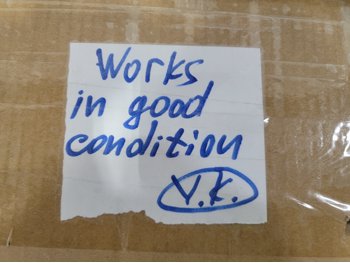 Works
in good
condition
V.K.